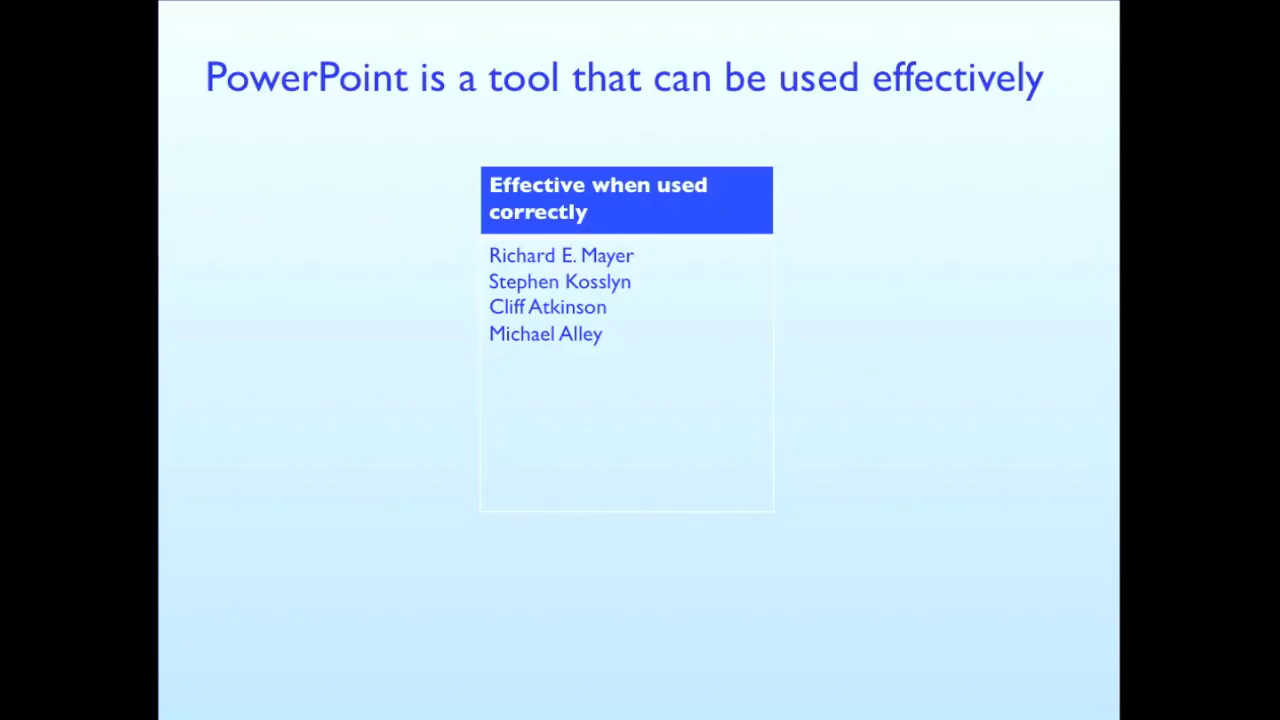 PowerPoint is a tool that can be used effectively
Effective when used
correctly
Richard E. Mayer
Stephen Kosslyn
Cliff Atkinson
Michael Alley